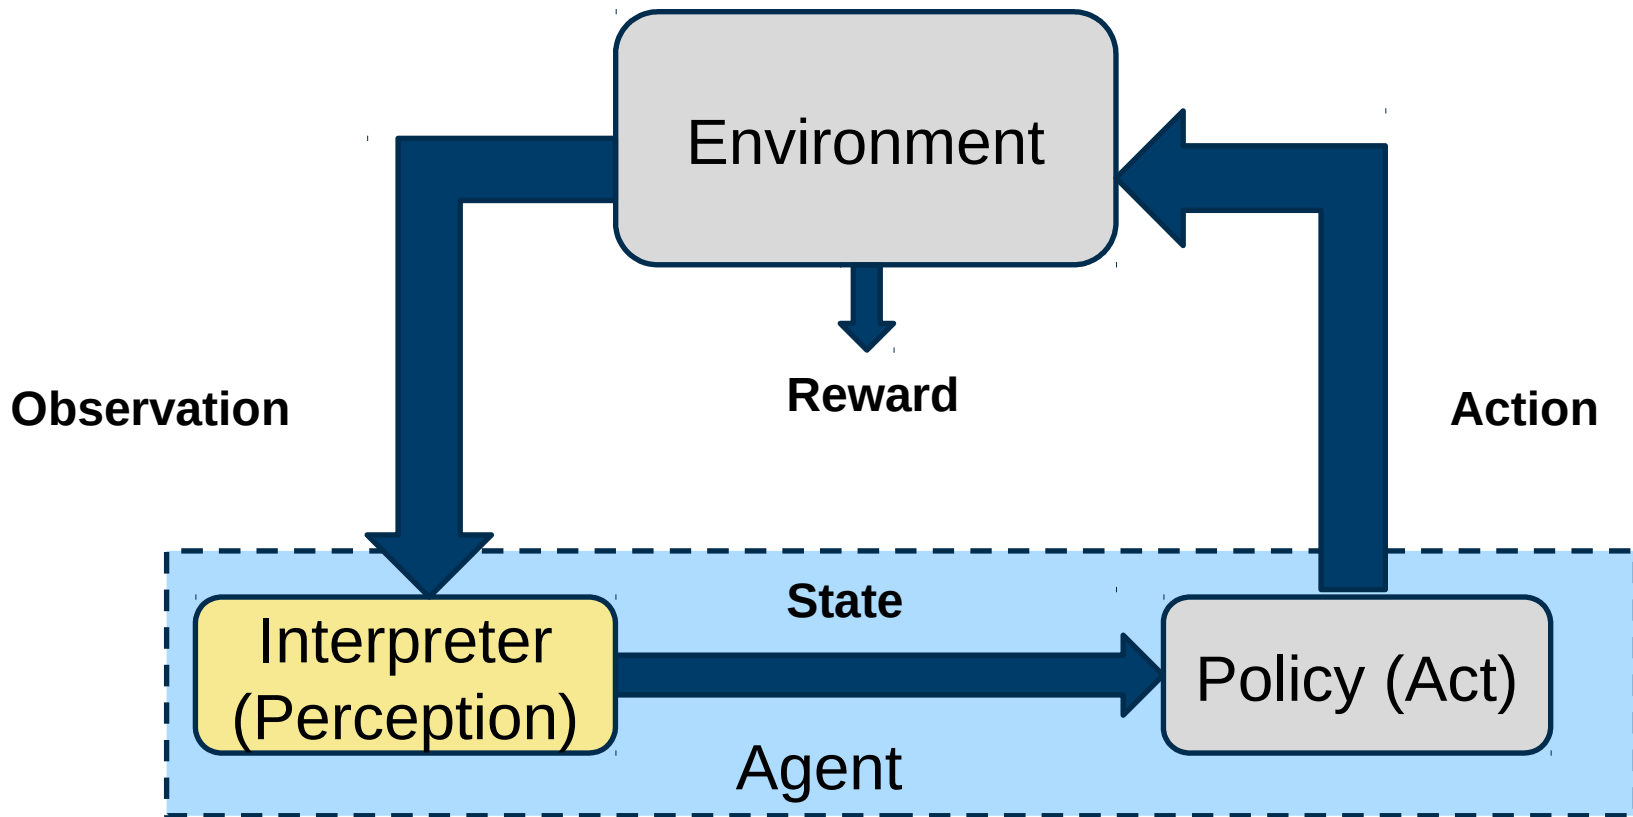 Environment
Reward
Observation
Action
State
Interpreter
(Perception)
Policy (Act)
Agent